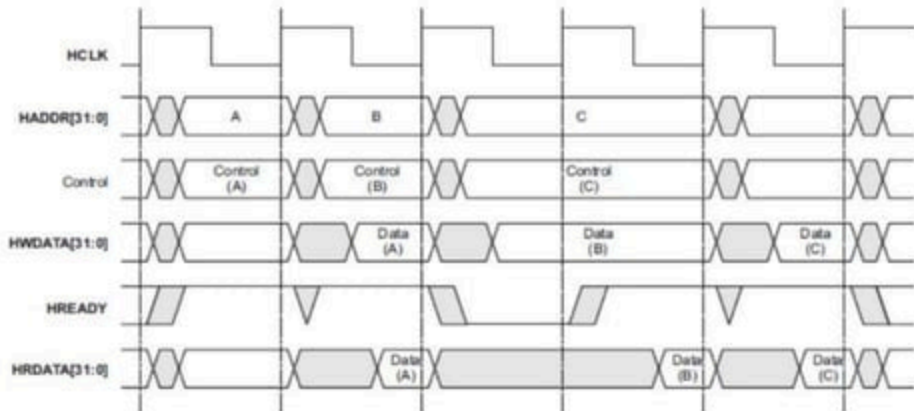 HCLK
HADDR[31:0] A B C
Control Control (A) Control (B) Control (C)
HWDATA[31:0] Data (A) Data (B) Data (C)
HREADY
HRDATA[31:0] Data (A) Data (B) Data (C)